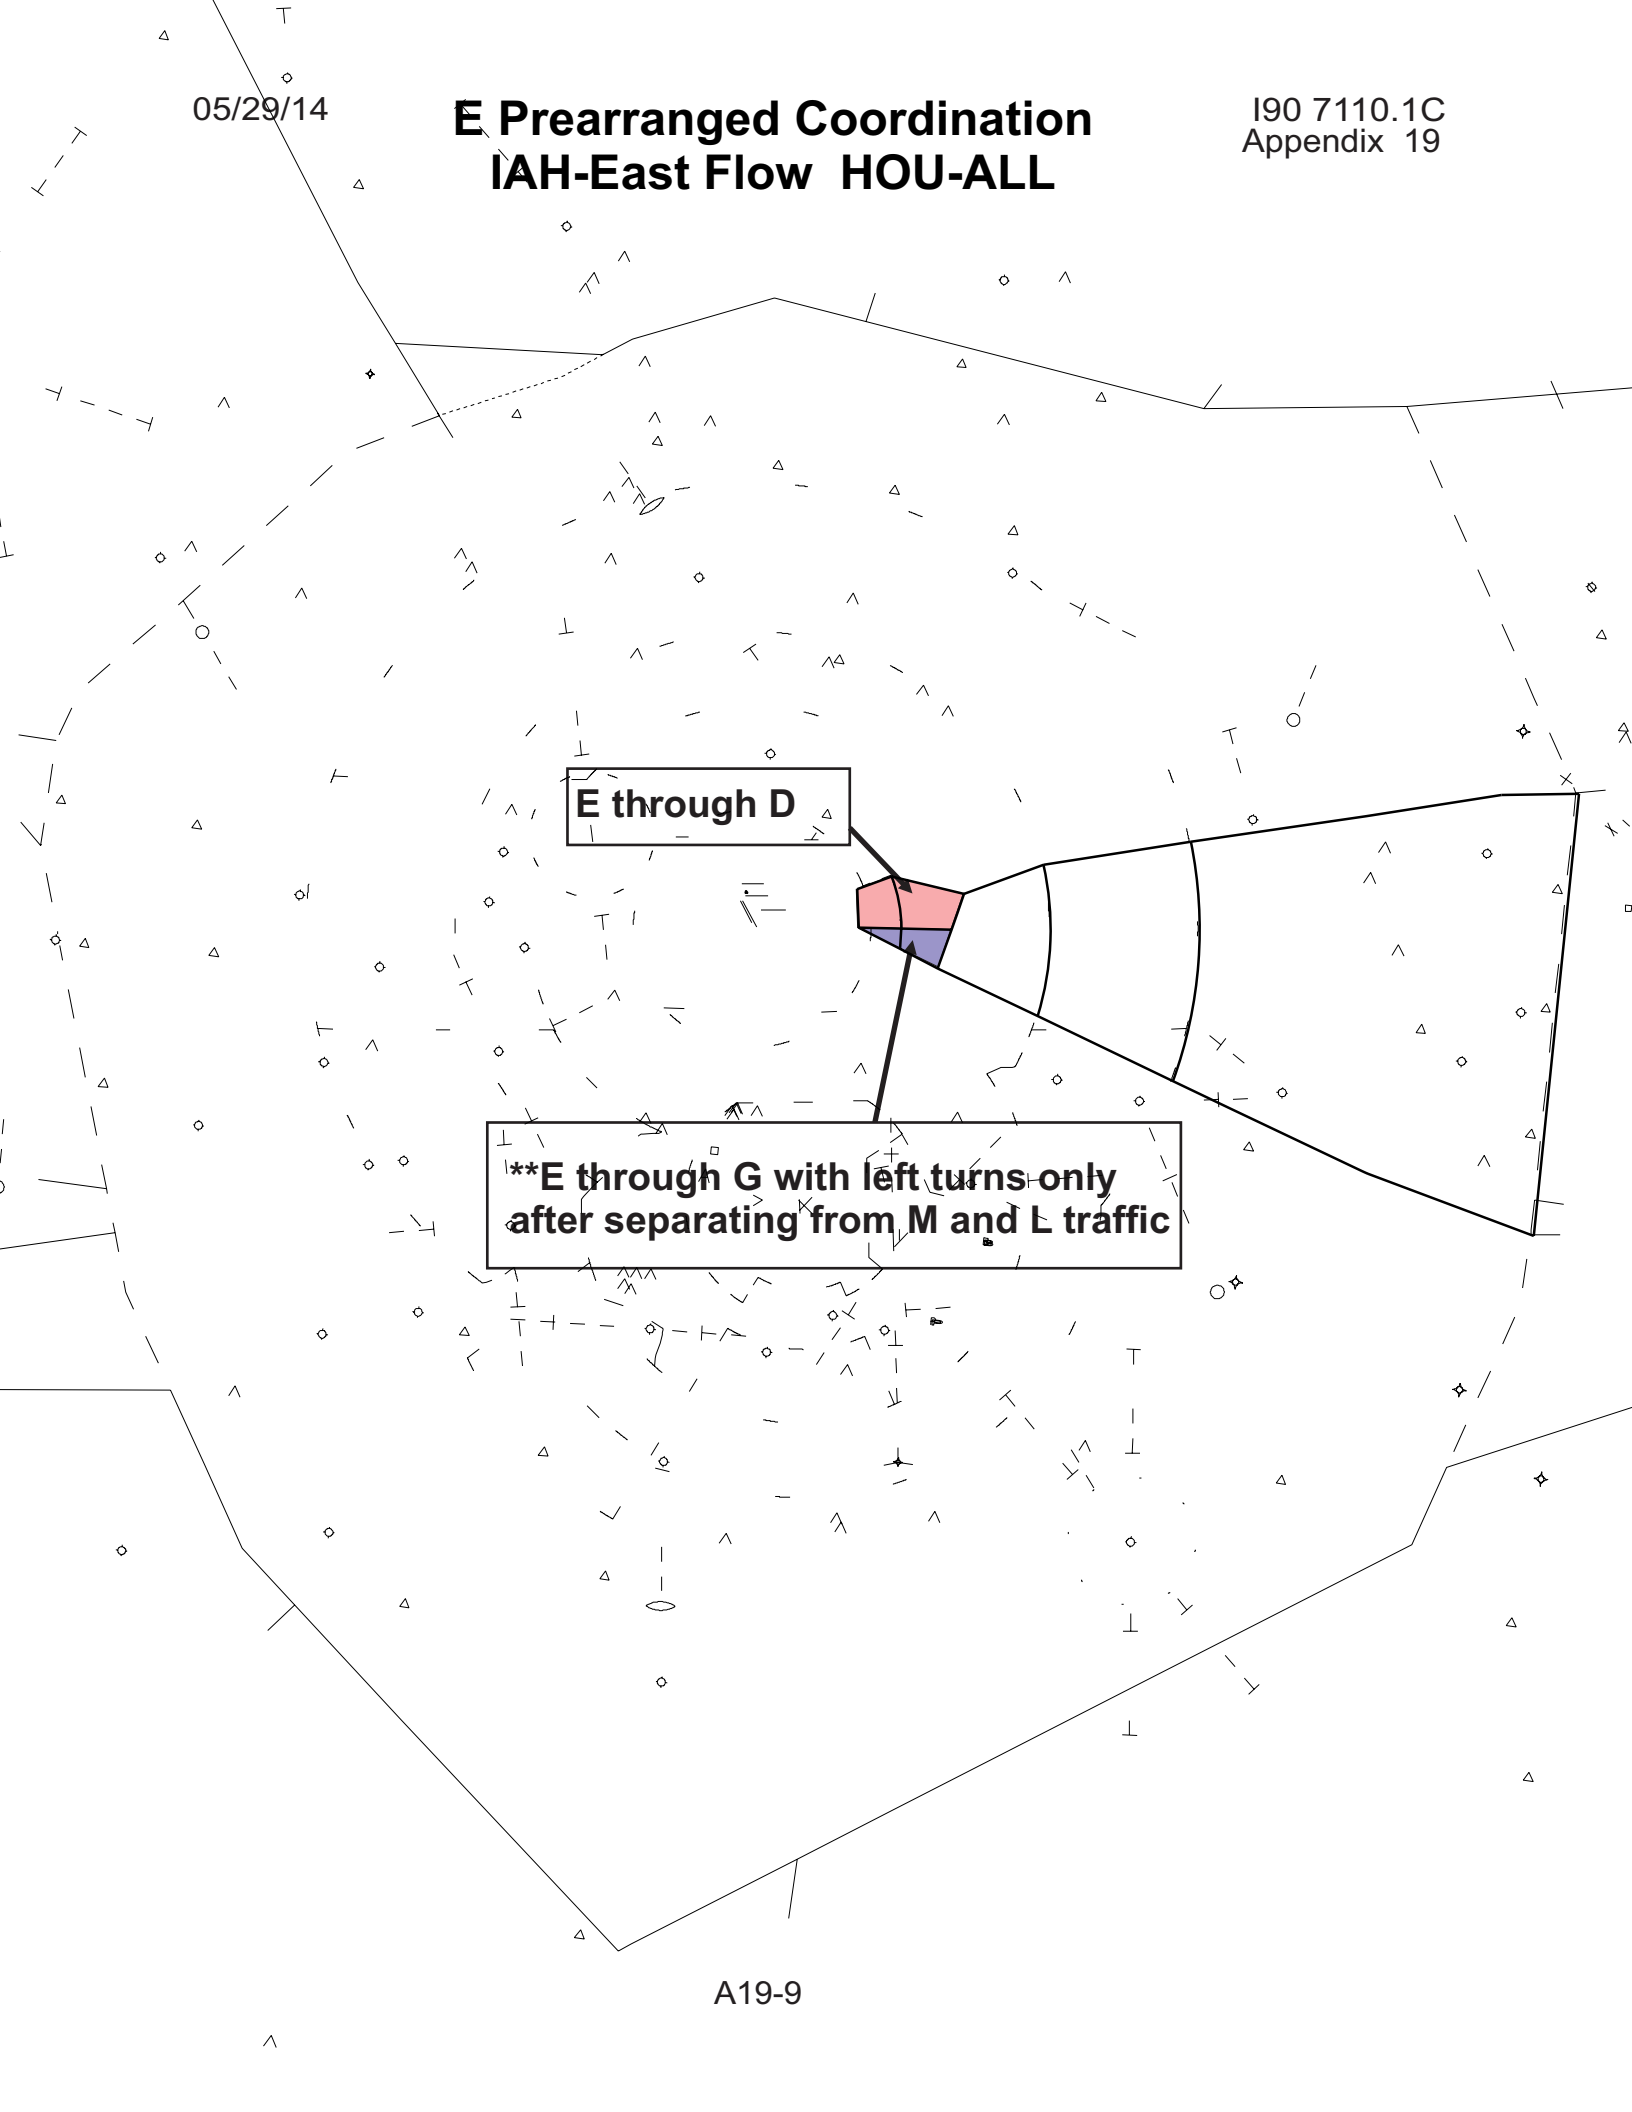 05/29/14
E Prearranged Coordination
IAH-East Flow  HOU-ALL
I90 7110.1C
Appendix  19
E through D
**E through G with left turns only
after separating from M and L traffic
A19-9